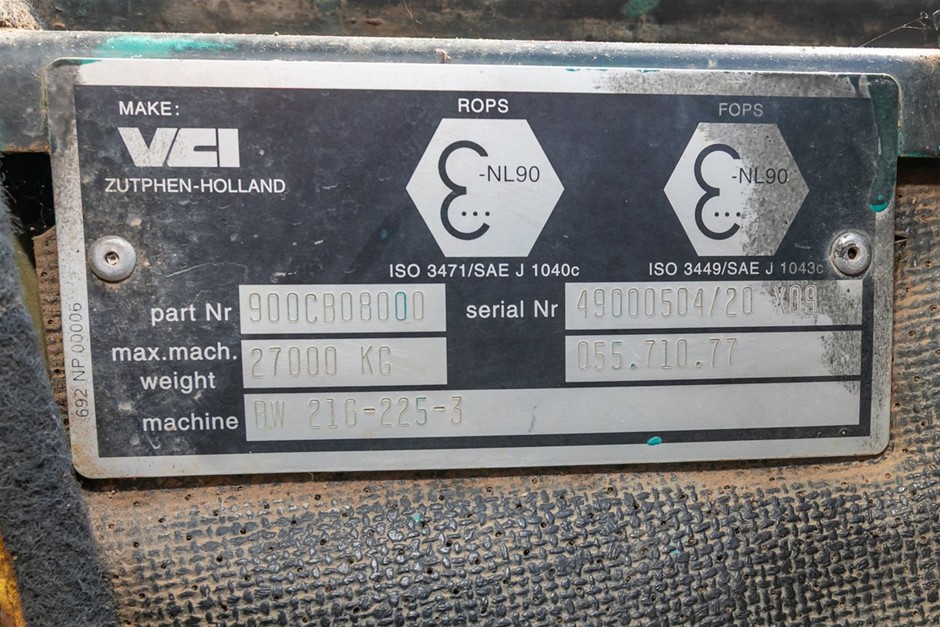 MAKE:
VCI
ZUTPHEN-HOLLAND
ROPS
Ɛ-NL90
ISO 3471/SAE J 1040c
FOPS
Ɛ-NL90
ISO 3449/SAE J 1043c
part Nr 900CB08000
serial Nr 49000504/20 X09
max.mach. weight 27000 KG
055.710.77
machine BW 216-225-3
692 NP 00006